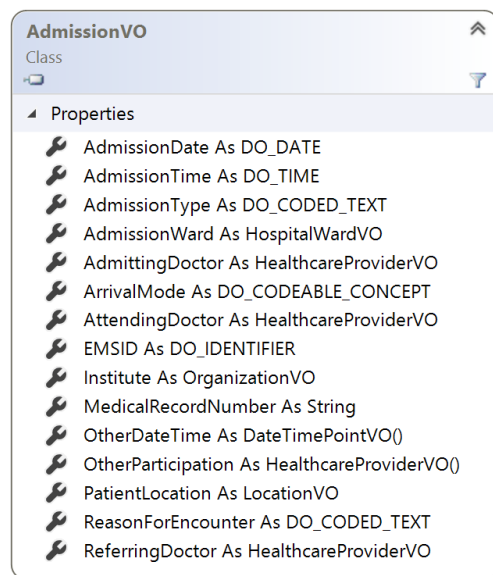 AdmissionVO
Class
Properties
AdmissionDate As DO_DATE
AdmissionTime As DO_TIME
AdmissionType As DO_CODED_TEXT
AdmissionWard As HospitalWardVO
AdmittingDoctor As HealthcareProviderVO
ArrivalMode As DO_CODEABLE_CONCEPT
AttendingDoctor As HealthcareProviderVO
EMSID As DO_IDENTIFIER
Institute As OrganizationVO
MedicalRecordNumber As String
OtherDateTime As DateTimePointVO()
OtherParticipation As HealthcareProviderVO()
PatientLocation As LocationVO
ReasonForEncounter As DO_CODED_TEXT
ReferringDoctor As HealthcareProviderVO